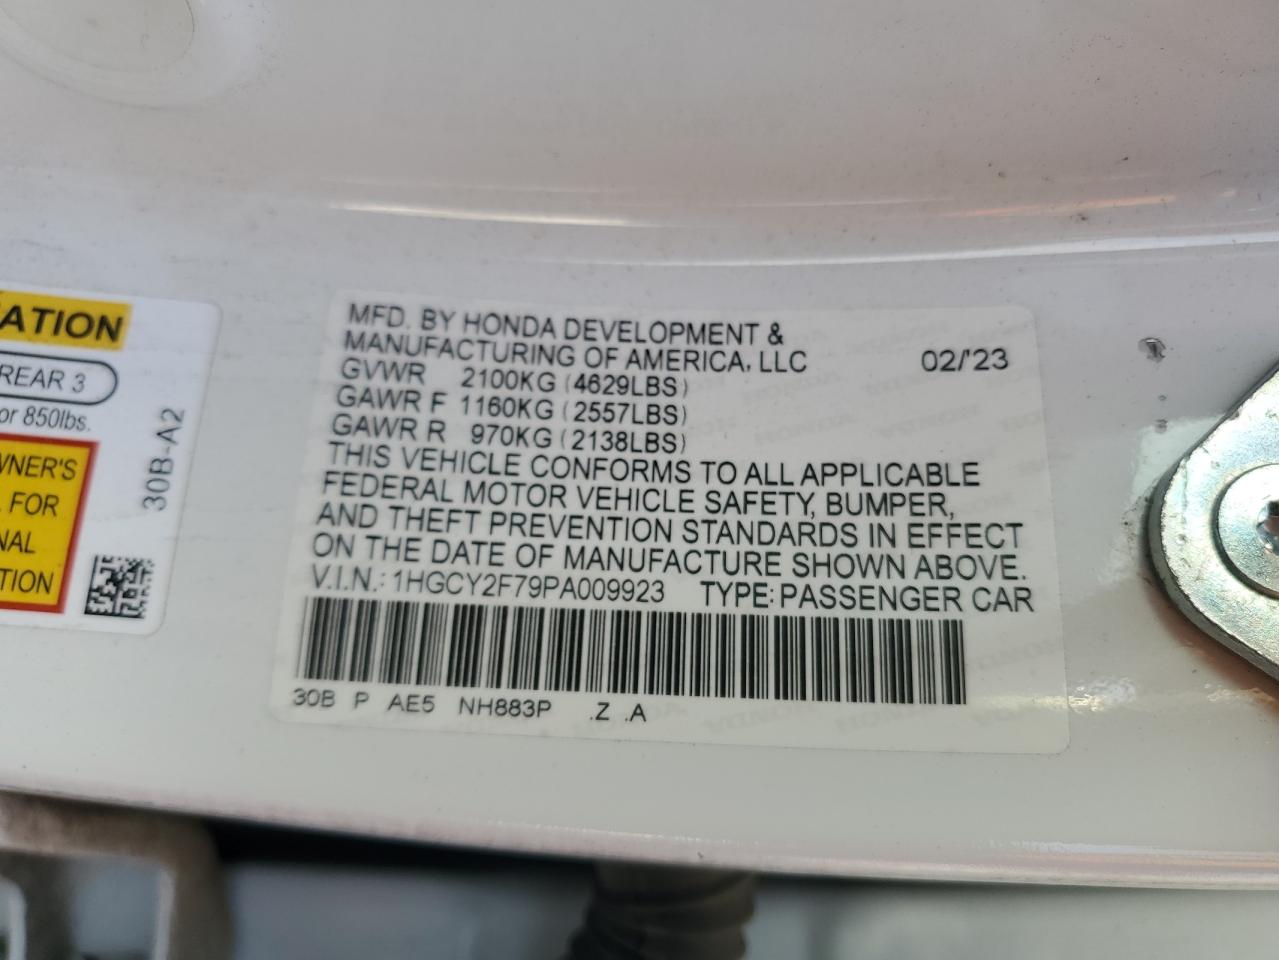 ATION
REAR 3
or 850lbs.
WNER'S
FOR
NAL
TION
30B-A2
MFD. BY HONDA DEVELOPMENT &
MANUFACTURING OF AMERICA, LLC 02/'23
GVWR 2100KG (4629LBS)
GAWR F 1160KG (2557LBS)
GAWR R 970KG (2138LBS)
THIS VEHICLE CONFORMS TO ALL APPLICABLE
FEDERAL MOTOR VEHICLE SAFETY, BUMPER,
AND THEFT PREVENTION STANDARDS IN EFFECT
ON THE DATE OF MANUFACTURE SHOWN ABOVE.
V.I.N.: 1HGCY2F79PA009923 TYPE: PASSENGER CAR
30B P AE5 NH883P .Z .A